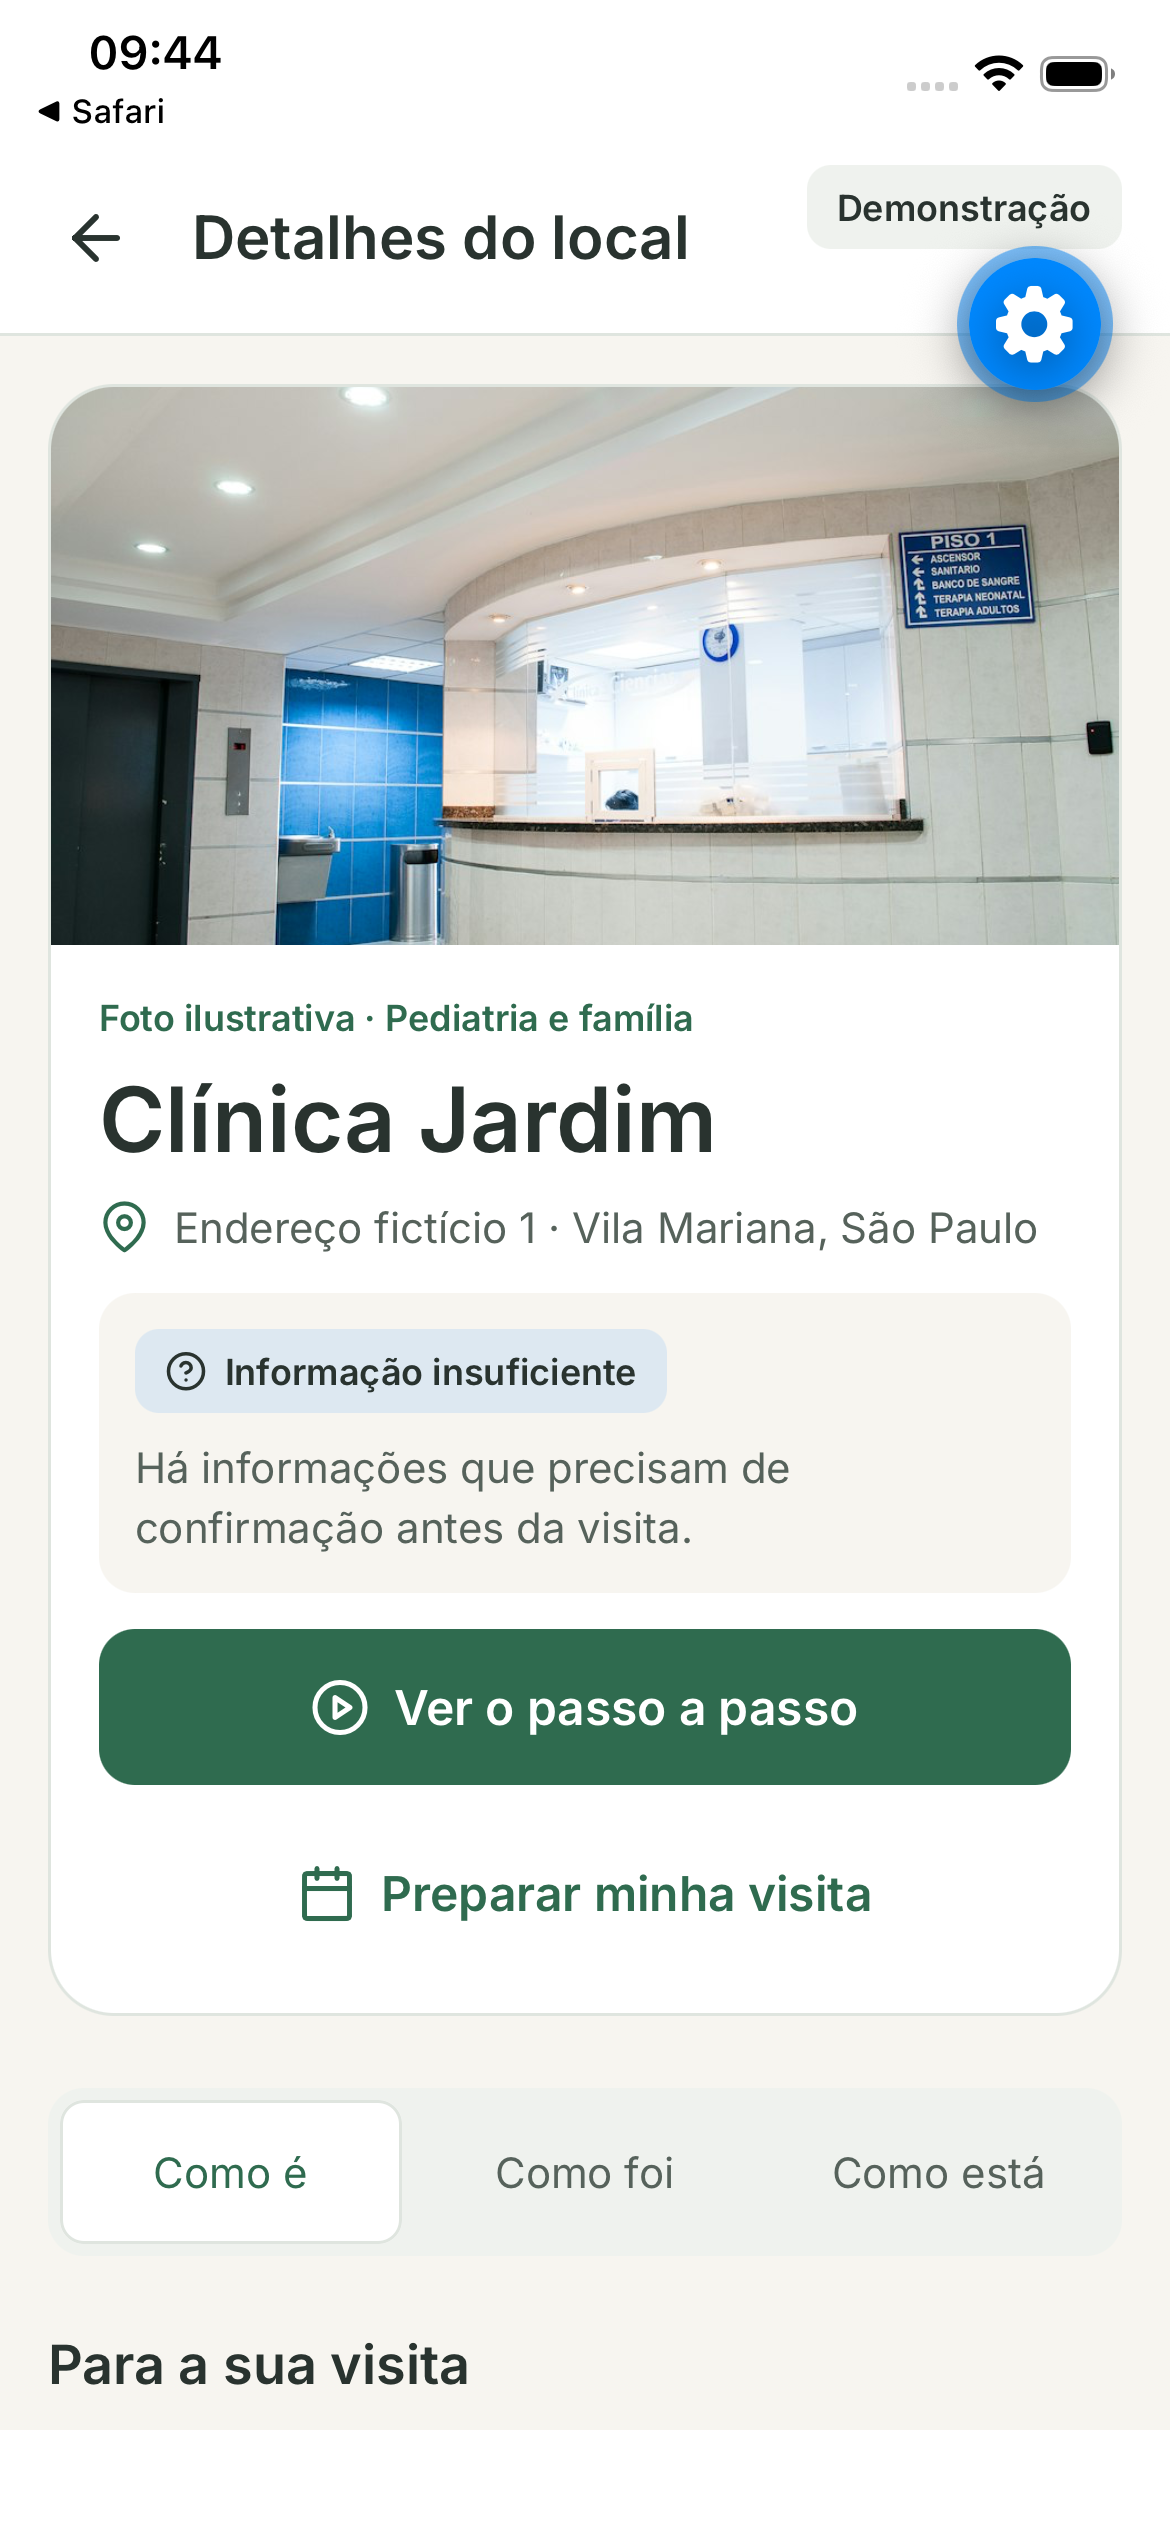 09:44
Safari
Detalhes do local
Demonstração
PISO 1
ASCENSOR
SANITARIO
BANCO DE SANGRE
TERAPIA NEONATAL
TERAPIA ADULTOS
Foto ilustrativa · Pediatria e família
Clínica Jardim
Endereço fictício 1 · Vila Mariana, São Paulo
Informação insuficiente
Há informações que precisam de
confirmação antes da visita.
Ver o passo a passo
Preparar minha visita
Como é
Como foi
Como está
Para a sua visita